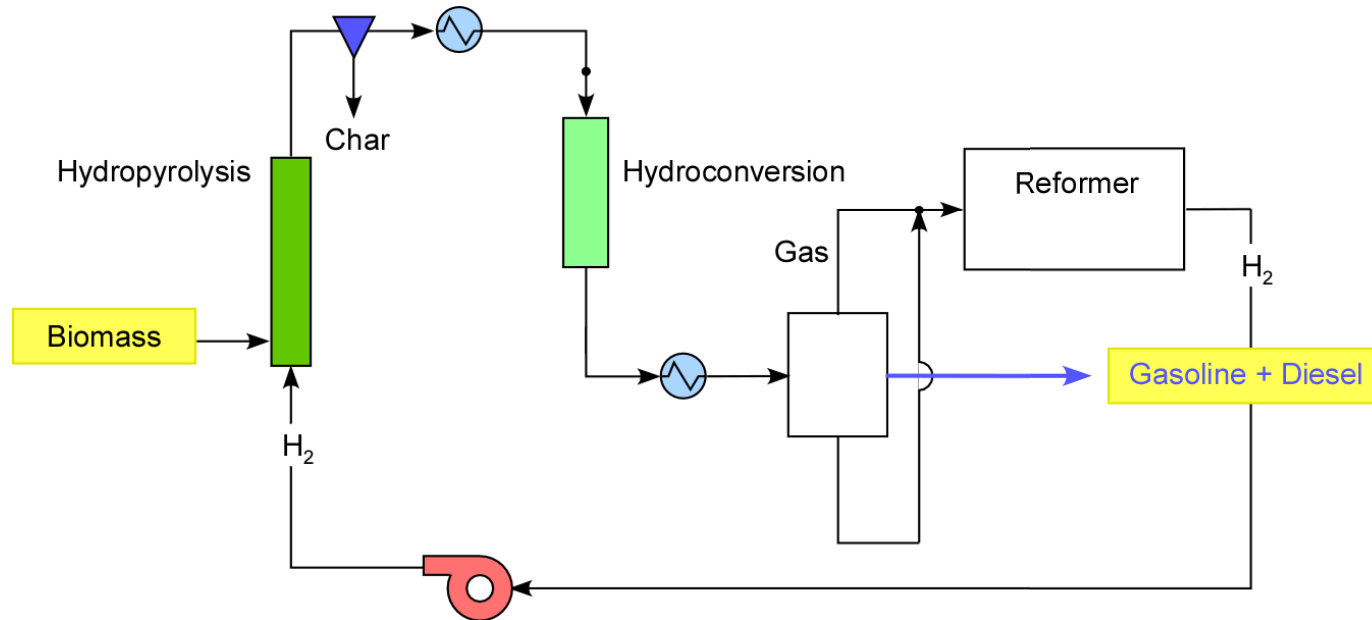 Char
Hydropyrolysis
Hydroconversion
Reformer
Gas
H₂
Biomass
Gasoline + Diesel
H₂